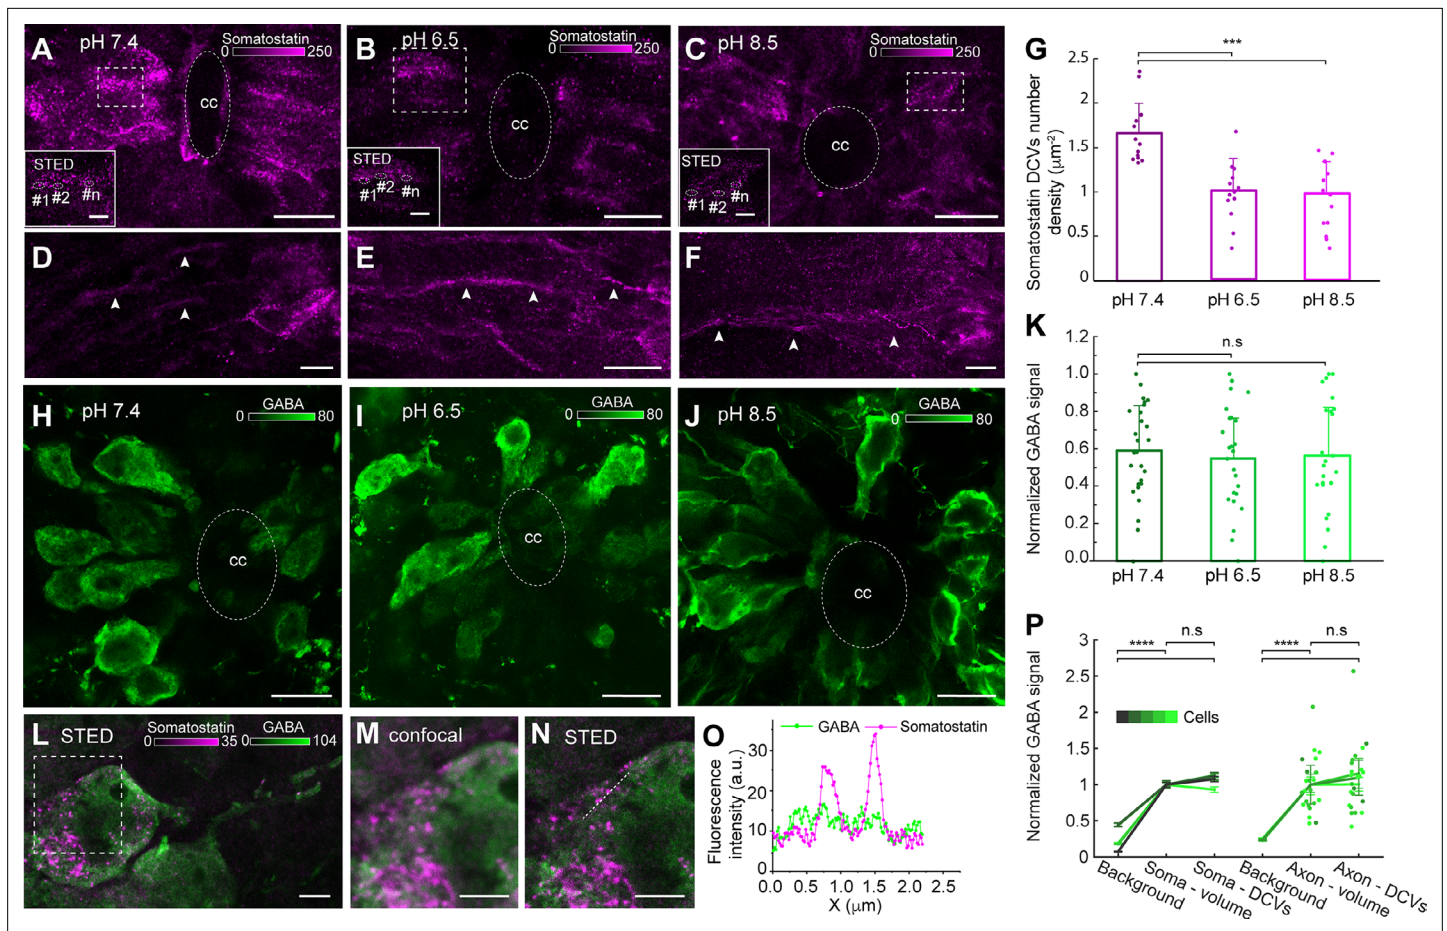 A pH 7.4
Somatostatin
0 250
cc
STED
#1 #2 #n
B pH 6.5
Somatostatin
0 250
cc
STED
#1 #2 #n
C pH 8.5
Somatostatin
0 250
cc
STED
#1 #2 #n
D
E
F
G
Somatostatin DCVs number
density (μm⁻²)
***
2.5
2
1.5
1
0.5
0
pH 7.4 pH 6.5 pH 8.5
H pH 7.4
GABA
0 80
cc
I pH 6.5
GABA
0 80
cc
J pH 8.5
GABA
0 80
cc
K
Normalized GABA signal
n.s
1.2
1.0
0.8
0.6
0.4
0.2
0.0
pH 7.4 pH 6.5 pH 8.5
L STED
Somatostatin GABA
0 35 0 104
M confocal
N STED
O
GABA Somatostatin
Fluorescence
intensity (a.u.)
30
20
10
0
0.0 0.5 1.0 1.5 2.0
X (μm)
P
Normalized GABA signal
**** n.s **** n.s
Cells
3
2.5
2
1.5
1
0.5
0
Background
Soma - volume
Soma - DCVs
Background
Axon - volume
Axon - DCVs